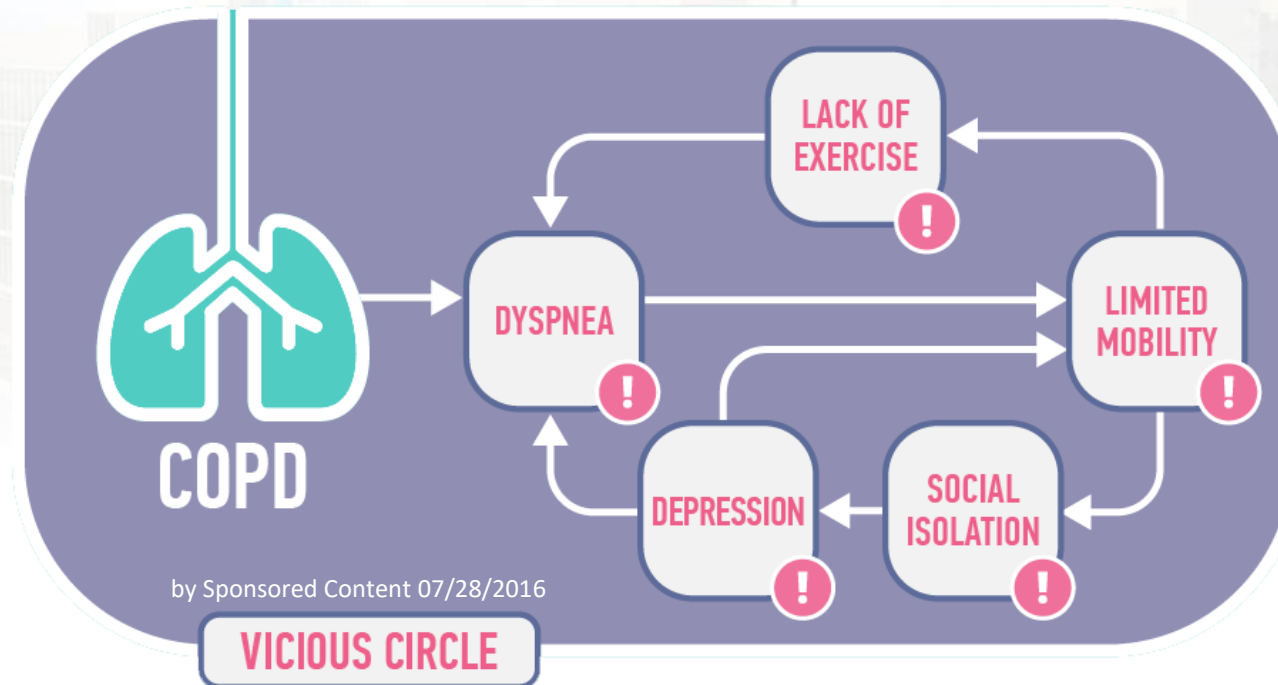 LACK OF
EXERCISE
!
DYSPNEA
!
LIMITED
MOBILITY
!
COPD
DEPRESSION
!
SOCIAL
ISOLATION
!
by Sponsored Content 07/28/2016
VICIOUS CIRCLE